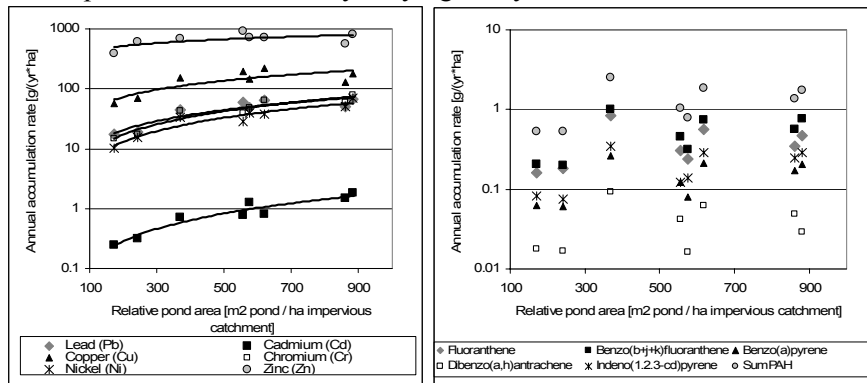 1000
100
10
1
0.1
Annual accumulation rate [g/(yr*ha)]
100 300 500 700 900
Relative pond area [m2 pond / ha impervious
catchment]
Lead (Pb) Cadmium (Cd)
Copper (Cu) Chromium (Cr)
Nickel (Ni) Zinc (Zn)
10
1
0.1
0.01
Annual accumulation rate [g/(yr*ha)]
100 300 500 700 900
Relative pond area [m2 pond / ha impervious
catchment]
Fluoranthene Benzo(b+j+k)fluoranthene Benzo(a)pyrene
Dibenzo(a,h)antrachene Indeno(1.2.3-cd)pyrene Sum PAH